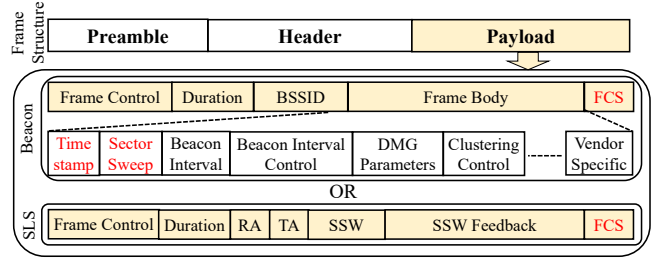 Frame Structure
Preamble Header Payload
Beacon
Frame Control Duration BSSID Frame Body FCS
Time stamp Sector Sweep Beacon Interval Beacon Interval Control DMG Parameters Clustering Control Vendor Specific
OR
SLS
Frame Control Duration RA TA SSW SSW Feedback FCS